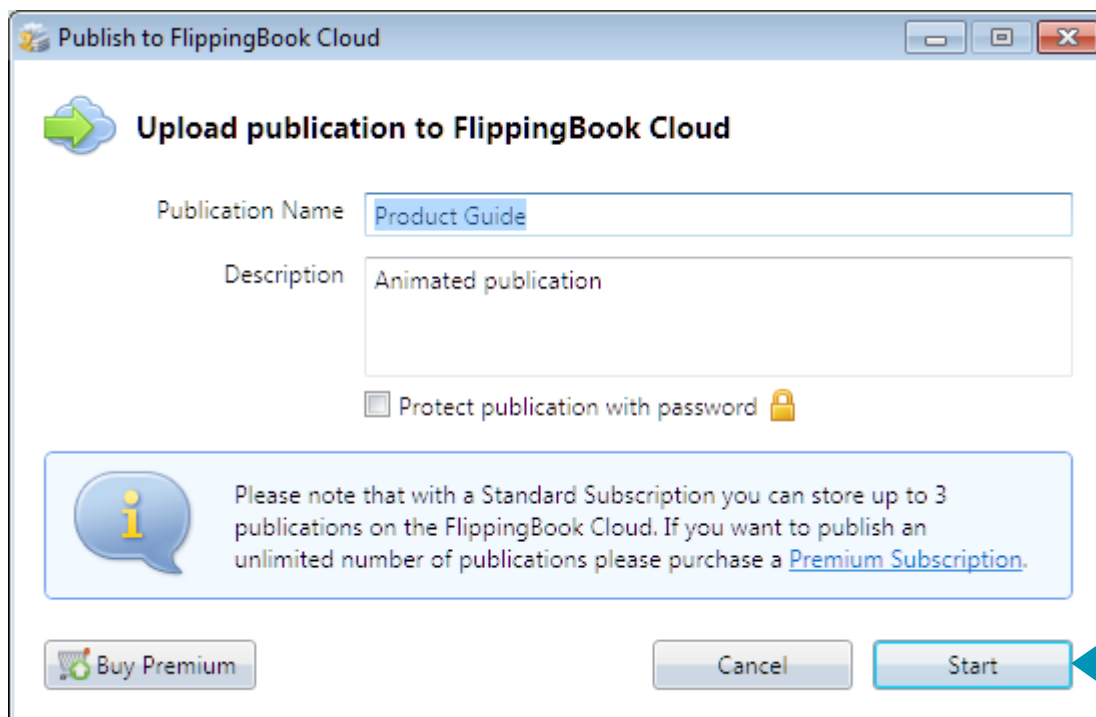 Publish to FlippingBook Cloud
Upload publication to FlippingBook Cloud
Publication Name
Product Guide
Description
Animated publication
Protect publication with password
Please note that with a Standard Subscription you can store up to 3
publications on the FlippingBook Cloud. If you want to publish an
unlimited number of publications please purchase a Premium Subscription.
Buy Premium
Cancel
Start